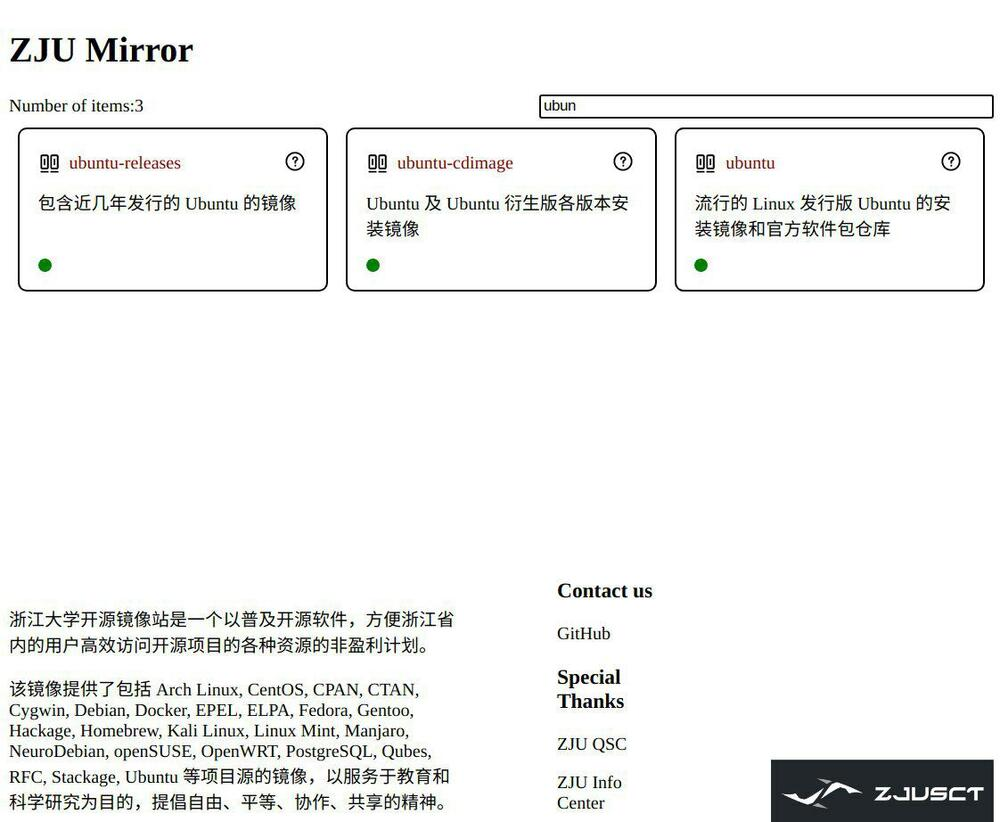 ZJU Mirror
Number of items:3
ubun
ubuntu-releases
包含近几年发行的 Ubuntu 的镜像
ubuntu-cdimage
Ubuntu 及 Ubuntu 衍生版各版本安
装镜像
ubuntu
流行的 Linux 发行版 Ubuntu 的安
装镜像和官方软件包仓库
浙江大学开源镜像站是一个以普及开源软件，方便浙江省
内的用户高效访问开源项目的各种资源的非盈利计划。
该镜像提供了包括 Arch Linux, CentOS, CPAN, CTAN,
Cygwin, Debian, Docker, EPEL, ELPA, Fedora, Gentoo,
Hackage, Homebrew, Kali Linux, Linux Mint, Manjaro,
NeuroDebian, openSUSE, OpenWRT, PostgreSQL, Qubes,
RFC, Stackage, Ubuntu 等项目源的镜像，以服务于教育和
科学研究为目的，提倡自由、平等、协作、共享的精神。
Contact us
GitHub
Special
Thanks
ZJU QSC
ZJU Info
Center
ZJUSCT